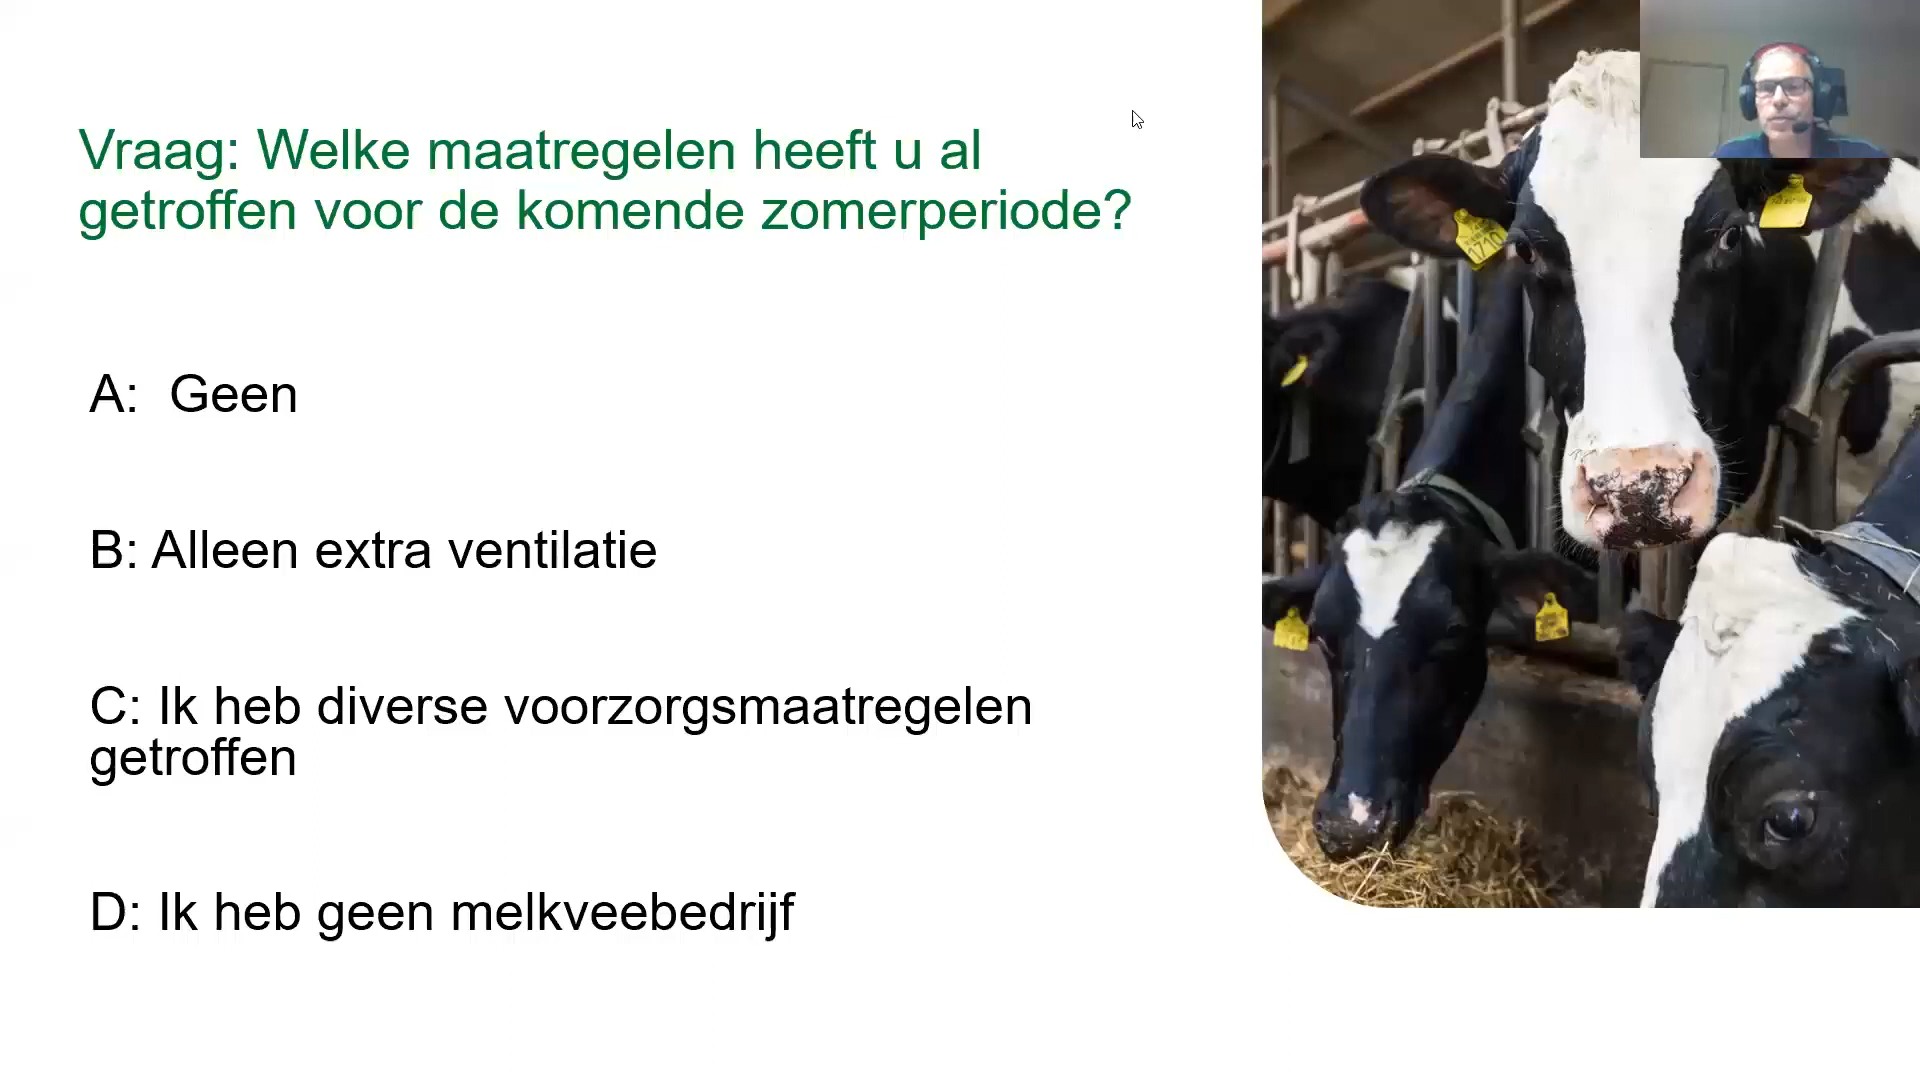 Vraag: Welke maatregelen heeft u al
getroffen voor de komende zomerperiode?
A: Geen
B: Alleen extra ventilatie
C: Ik heb diverse voorzorgsmaatregelen
getroffen
D: Ik heb geen melkveebedrijf
1710